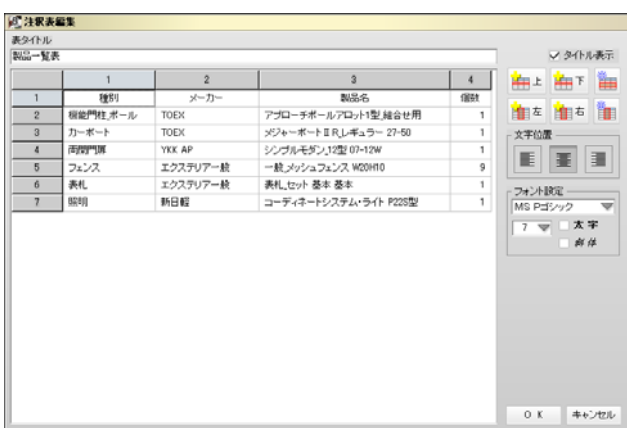 注釈表編集
表タイトル
製品一覧表
タイトル表示
1 2 3 4
上 下
1 種別 メーカー 製品名 個数
2 機能門柱_ポール TOEX アプローチポールアロット1型_組合せ用 1
左 右
3 カーポート TOEX メジャーポートⅡR_レギュラー 27-50 1
文字位置
4 両開門扉 YKK AP シンプルモダン_12型 07-12W 1
5 フェンス エクステリア一般 一般_メッシュフェンス W20H10 9
6 表札 エクステリア一般 表札_セット 基本 基本 1
フォント設定
7 照明 新日軽 コーディネートシステム・ライト P22S型 1
MS Pゴシック
7 太字
斜体
OK キャンセル